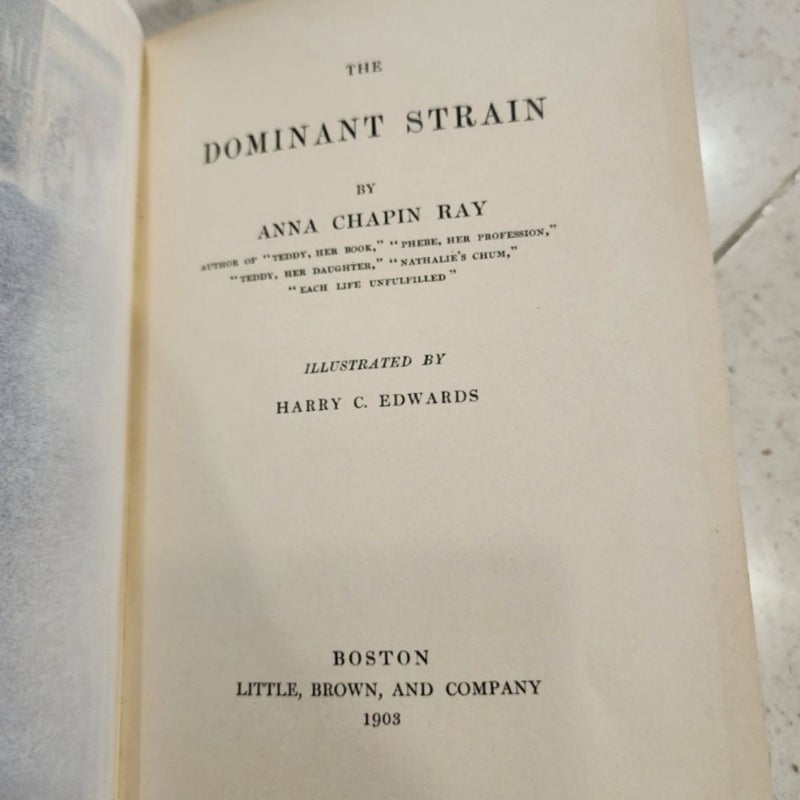 THE
DOMINANT STRAIN
BY
ANNA CHAPIN RAY
AUTHOR OF "TEDDY, HER BOOK," "PHEBE, HER PROFESSION,"
"TEDDY, HER DAUGHTER," "NATHALIE'S CHUM,"
"EACH LIFE UNFULFILLED"
ILLUSTRATED BY
HARRY C. EDWARDS
BOSTON
LITTLE, BROWN, AND COMPANY
1903